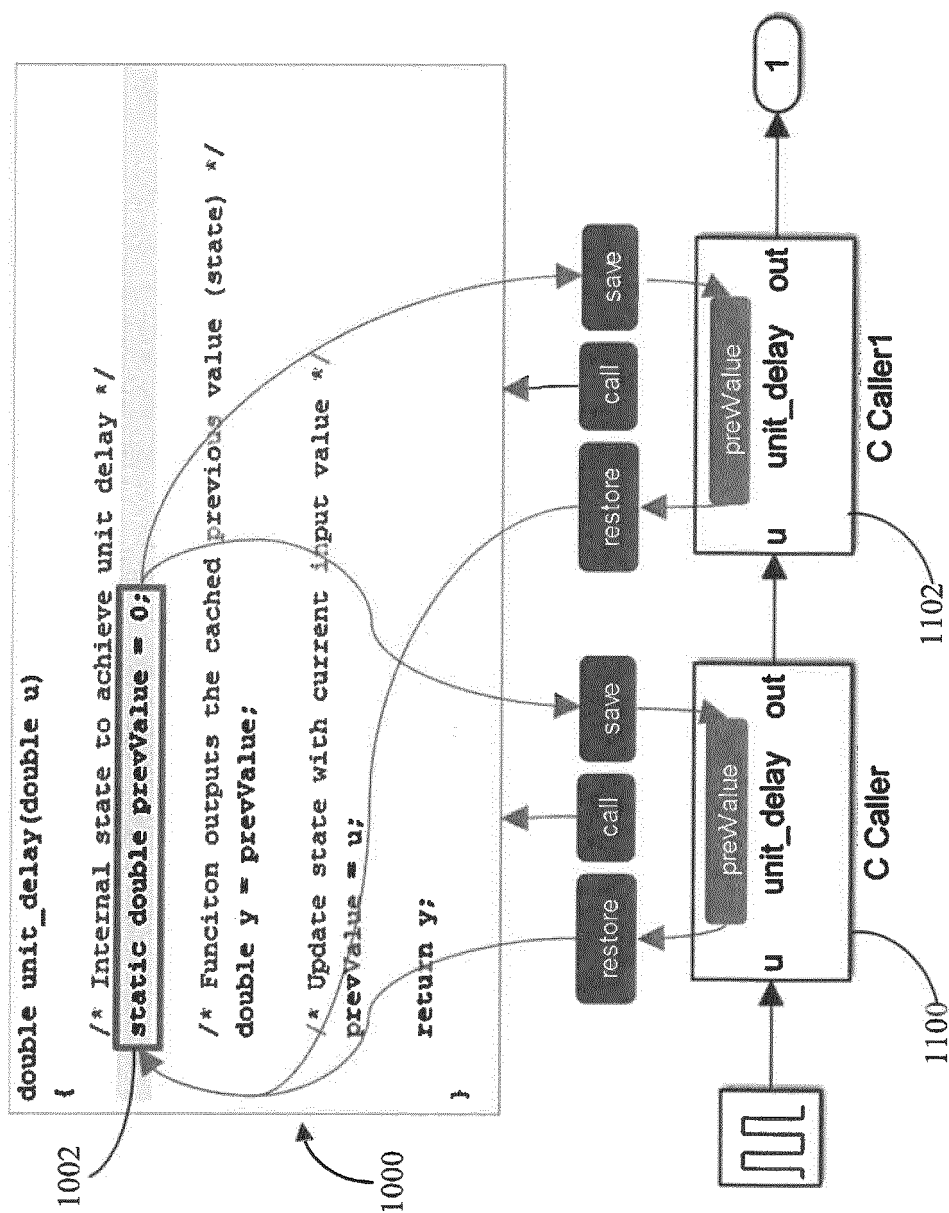 double unit_delay(double u)
{
/* Internal state to achieve unit delay */
static double prevValue = 0;
/* Funciton outputs the cached previous value (state) */
double y = prevValue;
/* Update state with current input value */
prevValue = u;
return y;
}
1002
1000
restore
call
save
restore
call
save
preWalue
u
unit_delay
out
C Caller
preWalue
u
unit_delay
out
C Caller1
1
1100
1102